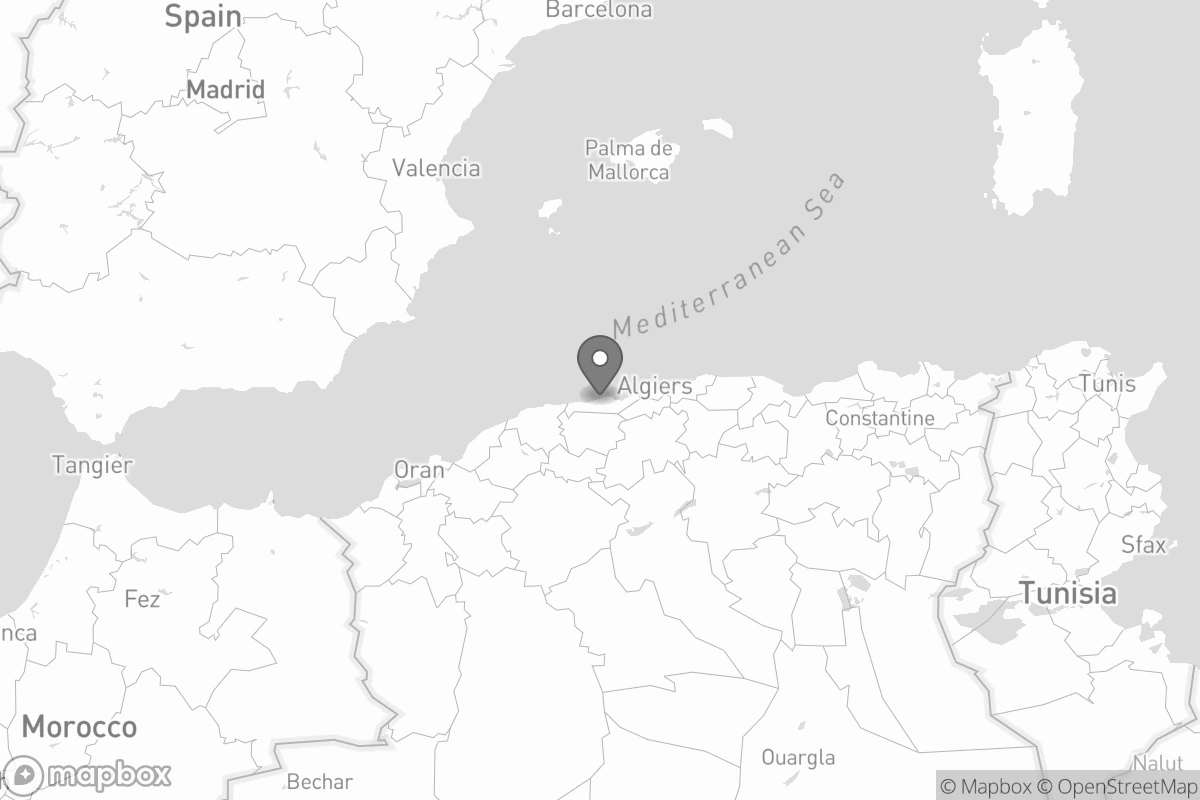 Spain
Barcelona
Madrid
Palma de
Mallorca
Valencia
Mediterranean Sea
Algiers
Tunis
Constantine
Tangier
Oran
Sfax
Tunisia
Fez
nca
Morocco
Ouargla
Nalut
Bechar
mapbox
© Mapbox © OpenStreetMap